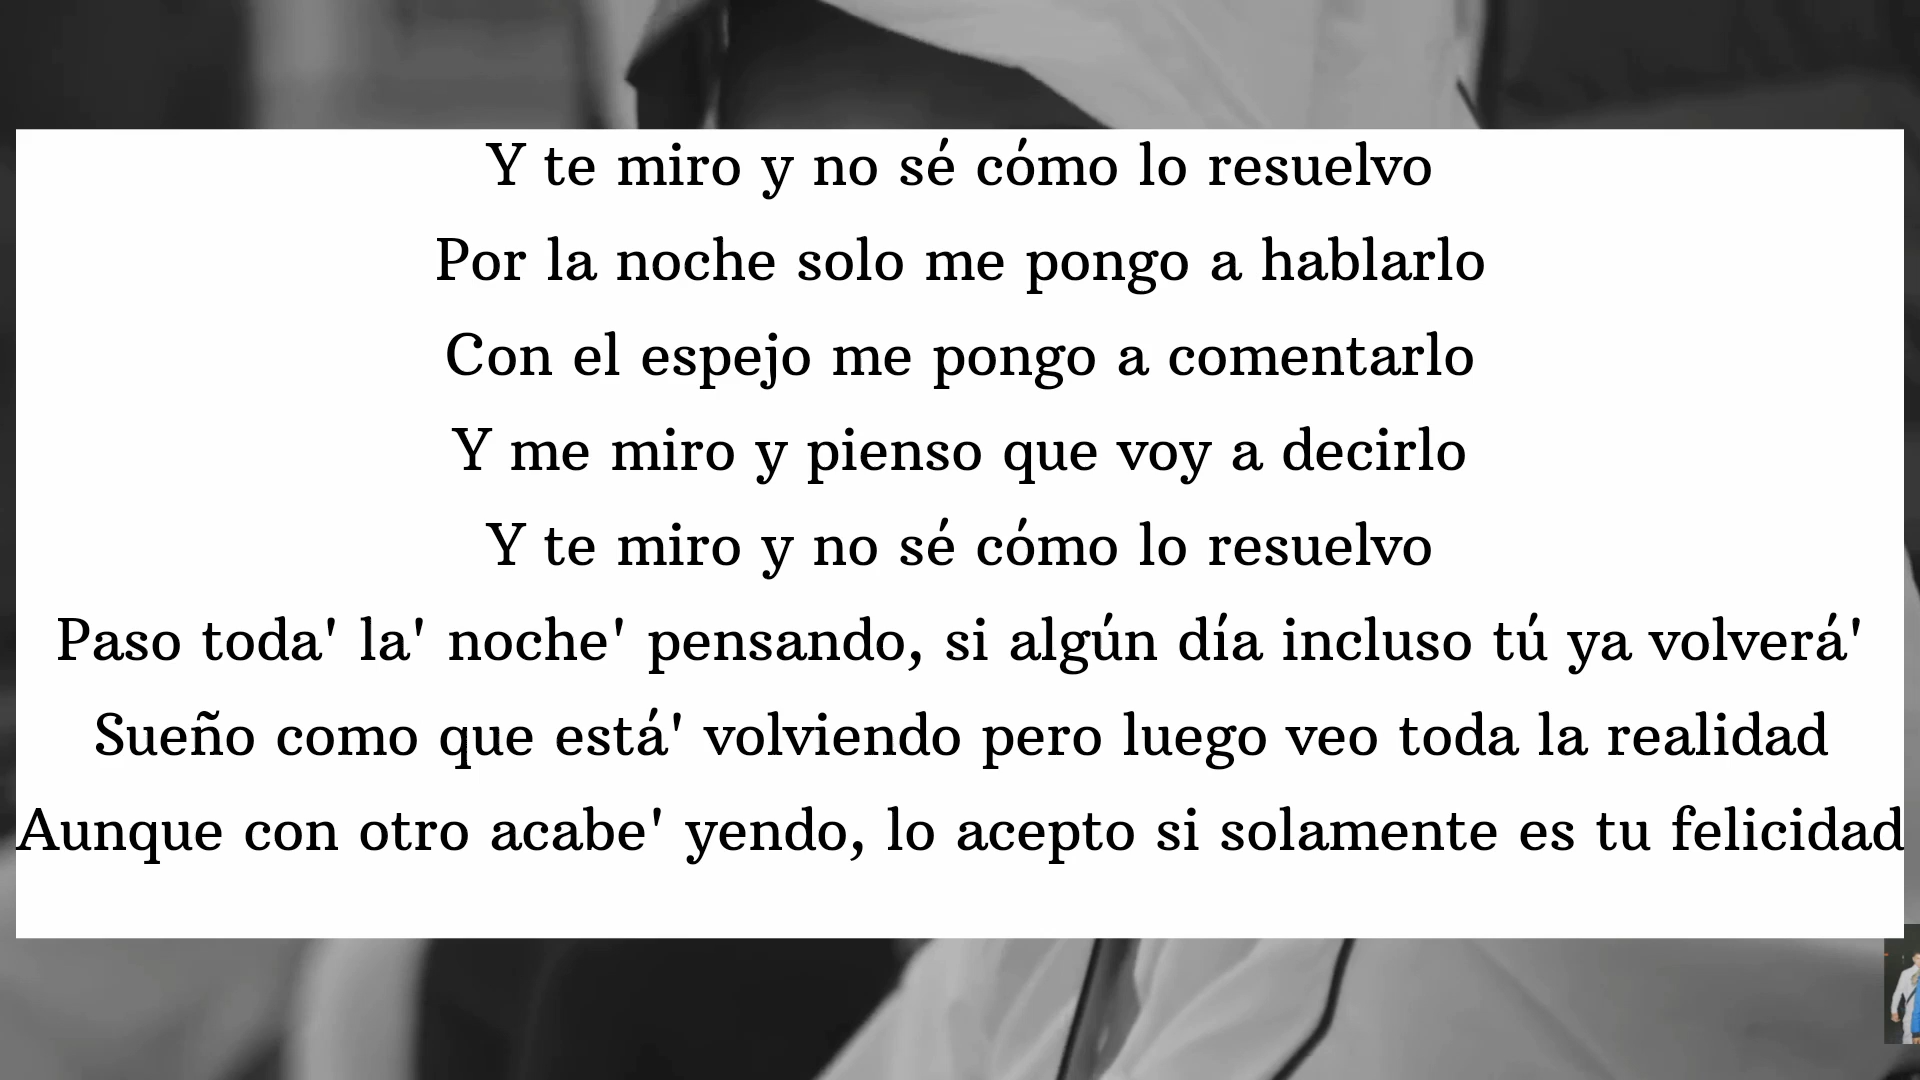 Y te miro y no sé cómo lo resuelvo
Por la noche solo me pongo a hablarlo
Con el espejo me pongo a comentarlo
Y me miro y pienso que voy a decirlo
Y te miro y no sé cómo lo resuelvo
Paso toda' la' noche' pensando, si algún día incluso tú ya volverá'
Sueño como que está' volviendo pero luego veo toda la realidad
Aunque con otro acabe' yendo, lo acepto si solamente es tu felicidad